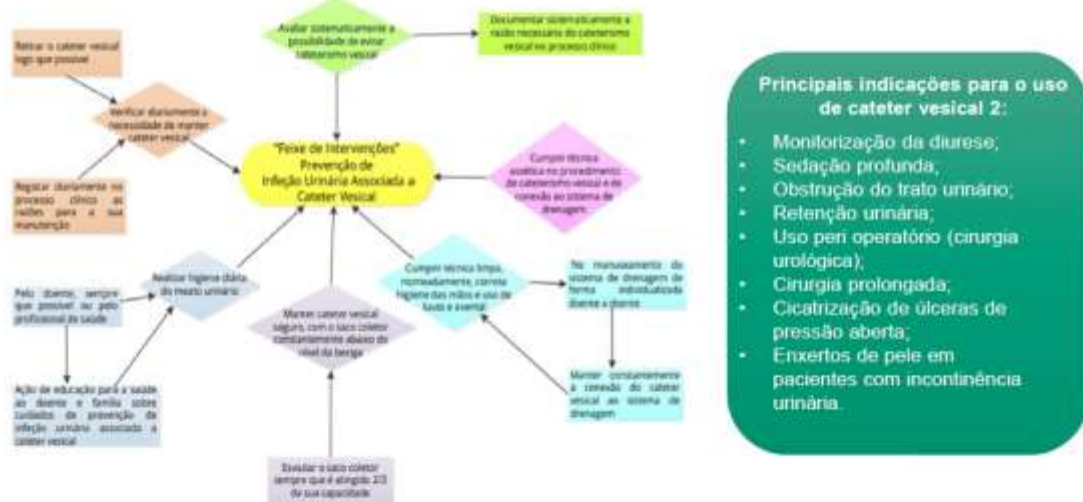 Retirar o cateter vesical
logo que possível
Verificar diariamente a
necessidade de manter
cateter vesical
Registar diariamente no
processo clínico as
razões para a sua
manutenção
Avaliar sistematicamente a
possibilidade de evitar
cateterismo vesical
Documentar sistematicamente a
razão necessária do cateterismo
vesical no processo clínico
"Feixe de Intervenções"
Prevenção de
Infeção Urinária Associada a
Cateter Vesical
Cumprir técnica
assética no procedimento
de cateterismo vesical e de
conexão ao sistema de
drenagem
Realizar higiene diária
do meato urinário
Pelo doente, sempre
que possível ou pelo
profissional de saúde
Ação de educação para a saúde
ao doente e família sobre
cuidados de prevenção de
infeção urinária associada a
cateter vesical
Manter cateter vesical
seguro, com o saco coletor
constantemente abaixo do
nível da bexiga
Esvaziar o saco coletor
sempre que é atingido 2/3
da sua capacidade
Cumprir técnica limpa,
nomeadamente, correta
higiene das mãos e uso de
luvas e avental
No manuseamento do
sistema de drenagem de
forma individualizada
doente a doente
Manter constantemente
a conexão do cateter
vesical ao sistema de
drenagem
Principais indicações para o uso
de cateter vesical 2:
• Monitorização da diurese;
• Sedação profunda;
• Obstrução do trato urinário;
• Retenção urinária;
• Uso peri operatório (cirurgia
urológica);
• Cirurgia prolongada;
• Cicatrização de úlceras de
pressão aberta;
• Enxertos de pele em
pacientes com incontinência
urinária.